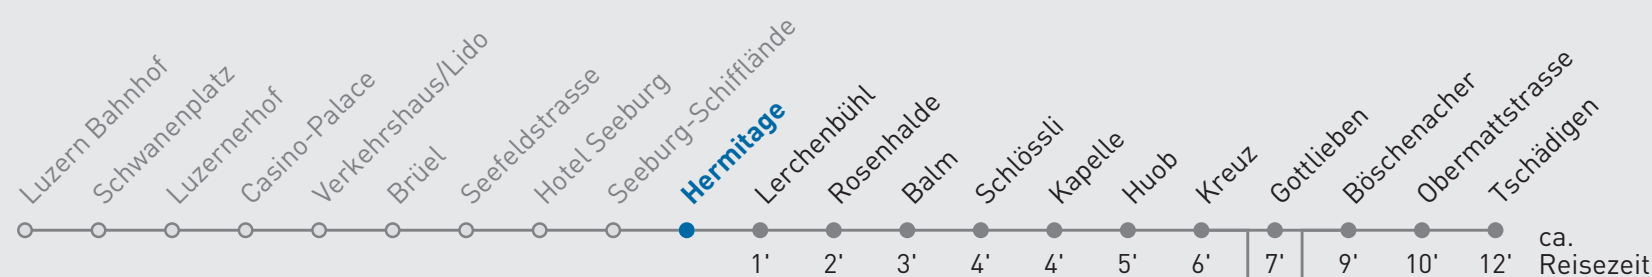 Luzern Bahnhof
Schwanenplatz
Luzernerhof
Casino-Palace
Verkehrshaus/Lido
Brüel
Seefeldstrasse
Hotel Seeburg
Seeburg-Schifflände
Hermitage
Lerchenbühl
Rosenhalde
Balm
Schlössli
Kapelle
Huob
Kreuz
Gottlieben
Böschenacher
Obermattstrasse
Tschädigen
1' 2' 3' 4' 4' 5' 6' 7' 9' 10' 12'
ca.
Reisezeit